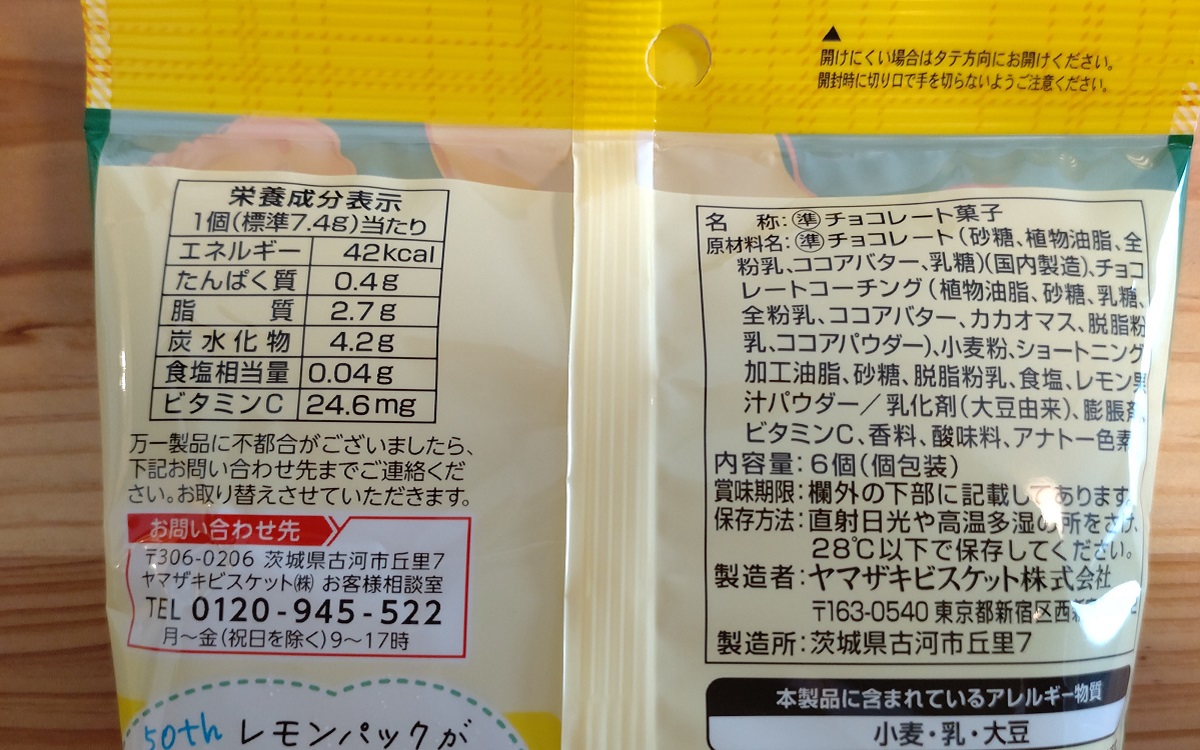 ▲
開けにくい場合はタテ方向にお開けください。
開封時に切り口で手を切らないようご注意ください。
栄養成分表示
1個(標準7.4g)当たり
エネルギー 42kcal
たんぱく質 0.4g
脂質 2.7g
炭水化物 4.2g
食塩相当量 0.04g
ビタミンC 24.6mg
万一製品に不都合がございましたら、
下記お問い合わせ先までご連絡くだ
さい。お取り替えさせていただきます。
お問い合わせ先
〒306-0206 茨城県古河市丘里7
ヤマザキビスケット㈱ お客様相談室
TEL 0120-945-522
月～金(祝日を除く)9～17時
50th レモンパックが
名称:㊜チョコレート菓子
原材料名:準チョコレート(砂糖、植物油脂、全
粉乳、ココアバター、乳糖)(国内製造)、チョコ
レートコーチング(植物油脂、砂糖、乳糖、
全粉乳、ココアバター、カカオマス、脱脂粉
乳、ココアパウダー)、小麦粉、ショートニング
加工油脂、砂糖、脱脂粉乳、食塩、レモン果
汁パウダー/乳化剤(大豆由来)、膨脹剤、
ビタミンC、香料、酸味料、アナトー色素
内容量:6個(個包装)
賞味期限:欄外の下部に記載してあります
保存方法:直射日光や高温多湿の所をさけ、
28℃以下で保存してください。
製造者:ヤマザキビスケット株式会社
〒163-0540 東京都新宿区西新
製造所:茨城県古河市丘里7
本製品に含まれているアレルギー物質
小麦・乳・大豆